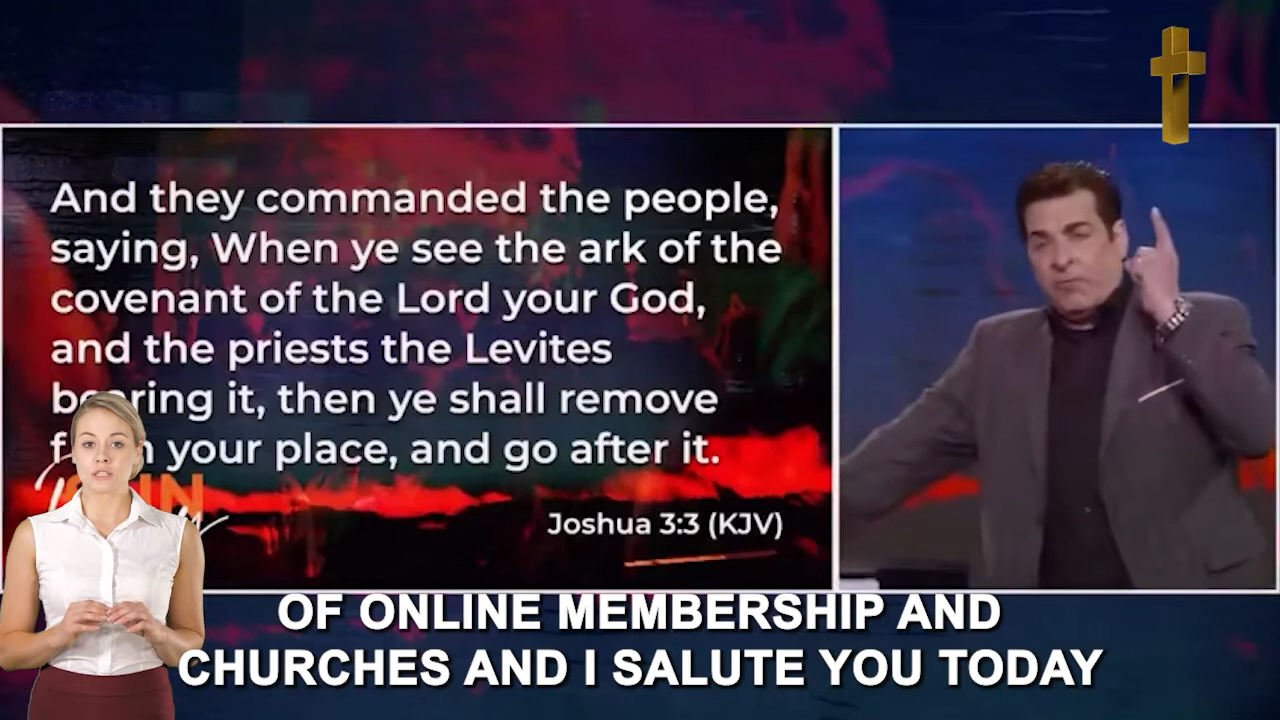 And they commanded the people,
saying, When ye see the ark of the
covenant of the Lord your God,
and the priests the Levites
bearing it, then ye shall remove
from your place, and go after it.
Joshua 3:3 (KJV)
OF ONLINE MEMBERSHIP AND
CHURCHES AND I SALUTE YOU TODAY